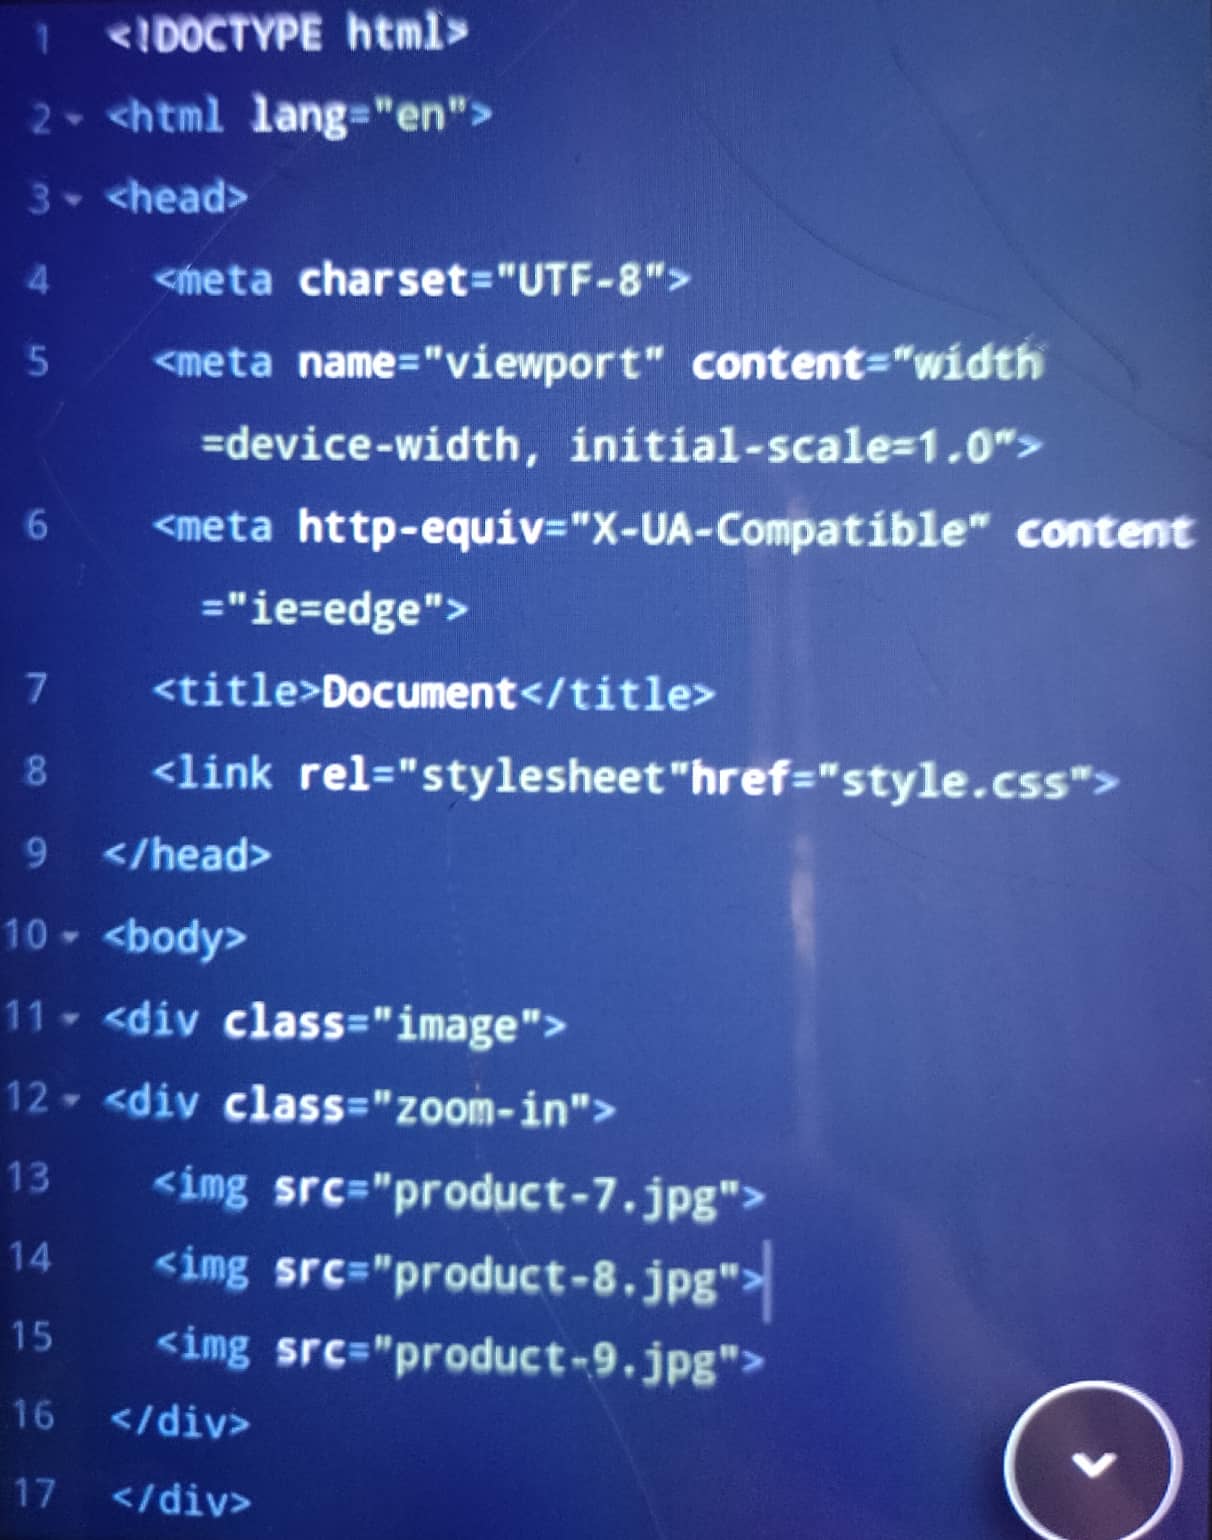 1 <!DOCTYPE html>
2 <html lang="en">
3 <head>
4 <meta charset="UTF-8">
5 <meta name="viewport" content="width
=device-width, initial-scale=1.0">
6 <meta http-equiv="X-UA-Compatible" content
="ie=edge">
7 <title>Document</title>
8 <link rel="stylesheet"href="style.css">
9 </head>
10 <body>
11 <div class="image">
12 <div class="zoom-in">
13 <img src="product-7.jpg">
14 <img src="product-8.jpg">
15 <img src="product-9.jpg">
16 </div>
17 </div>